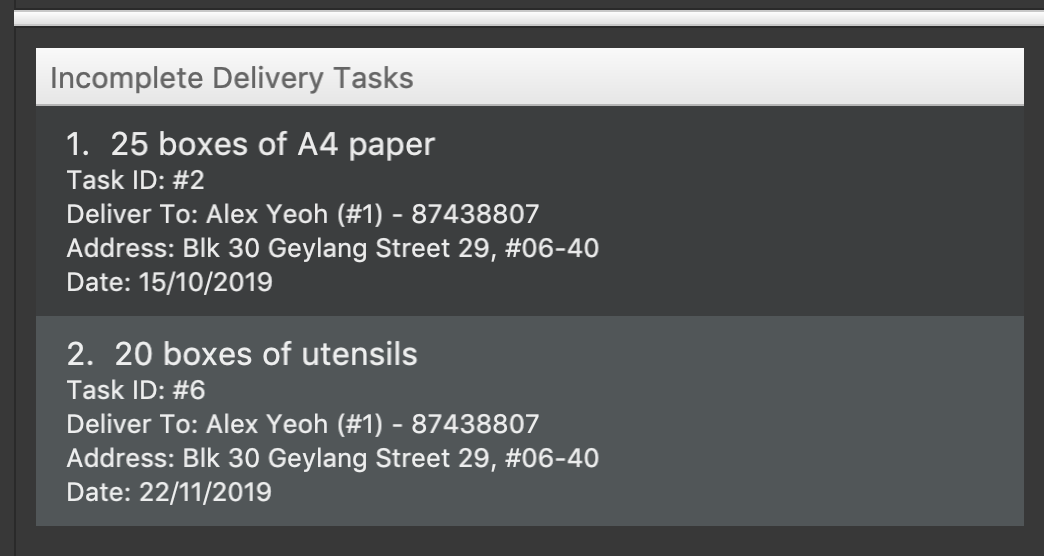 Incomplete Delivery Tasks
1. 25 boxes of A4 paper
Task ID: #2
Deliver To: Alex Yeoh (#1) - 87438807
Address: Blk 30 Geylang Street 29, #06-40
Date: 15/10/2019
2. 20 boxes of utensils
Task ID: #6
Deliver To: Alex Yeoh (#1) - 87438807
Address: Blk 30 Geylang Street 29, #06-40
Date: 22/11/2019